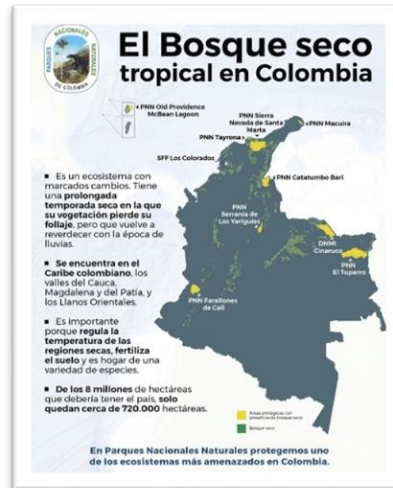 PARQUES NACIONALES NATURALES DE COLOMBIA
El Bosque seco
tropical en Colombia
PNN Old Providence
McBean Lagoon
PNN Sierra
Nevada de Santa
Marta
PNN Macuira
PNN Tayrona
SFF Los Colorados
PNN Catatumbo Barí
PNN
Serranía de
Los Yariguíes
DNMI
Cinaruco
PNN
El Tuparro
PNN Farallones
de Cali
Es un ecosistema con
marcados cambios. Tiene
una prolongada
temporada seca en la que
su vegetación pierde su
follaje, pero que vuelve a
reverdecer con la época de
lluvias.
Se encuentra en el
Caribe colombiano, los
valles del Cauca,
Magdalena y del Patía, y
los Llanos Orientales.
Es importante
porque regula la
temperatura de las
regiones secas, fertiliza
el suelo y es hogar de una
variedad de especies.
De los 8 millones de hectáreas
que debería tener el país, solo
quedan cerca de 720.000 hectáreas.
Áreas protegidas con
presencia de bosque seco
Bosque seco
En Parques Nacionales Naturales protegemos uno
de los ecosistemas más amenazados en Colombia.